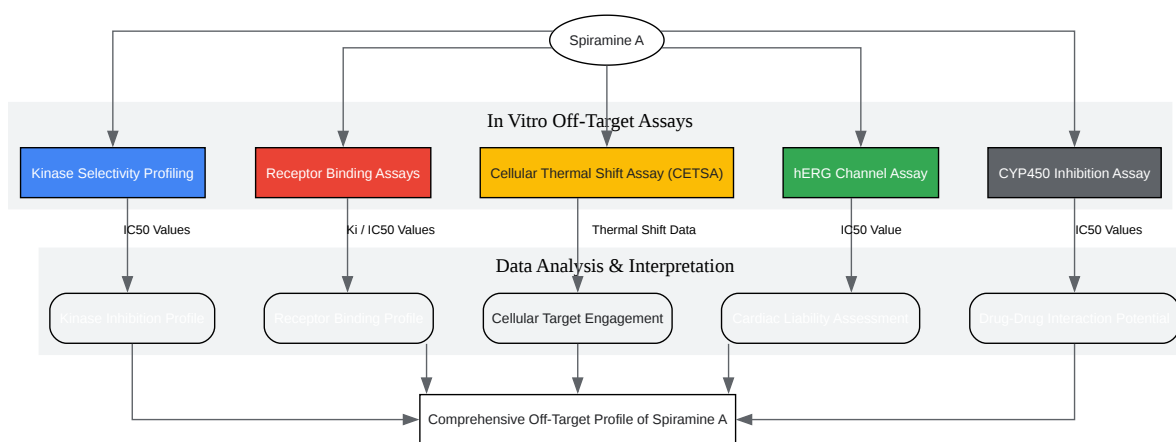 Spiramine A
In Vitro Off-Target Assays
Kinase Selectivity Profiling
Receptor Binding Assays
Cellular Thermal Shift Assay (CETSA)
hERG Channel Assay
CYP450 Inhibition Assay
IC50 Values
Ki / IC50 Values
Thermal Shift Data
IC50 Value
IC50 Values
Data Analysis & Interpretation
Kinase Inhibition Profile
Receptor Binding Profile
Cellular Target Engagement
Cardiac Liability Assessment
Drug-Drug Interaction Potential
Comprehensive Off-Target Profile of Spiramine A